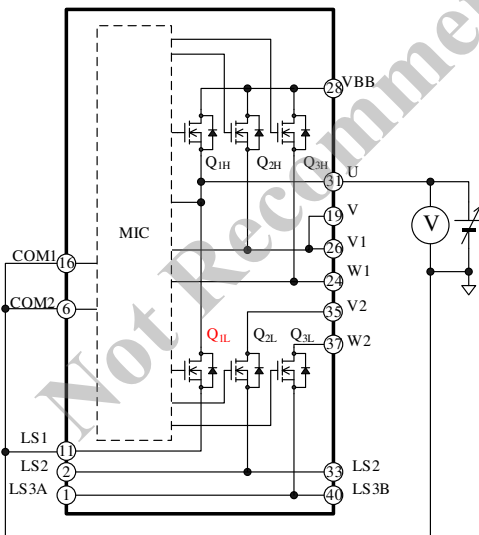 Not Recommen
28 VBB
Q1H
Q2H
Q3H
U
31
V
19
V
MIC
V1
26
COM1
16
W1
24
COM2
6
V2
35
Q1L
Q2L
Q3L
W2
37
LS1
11
LS2
2
33
LS2
LS3A
1
40
LS3B